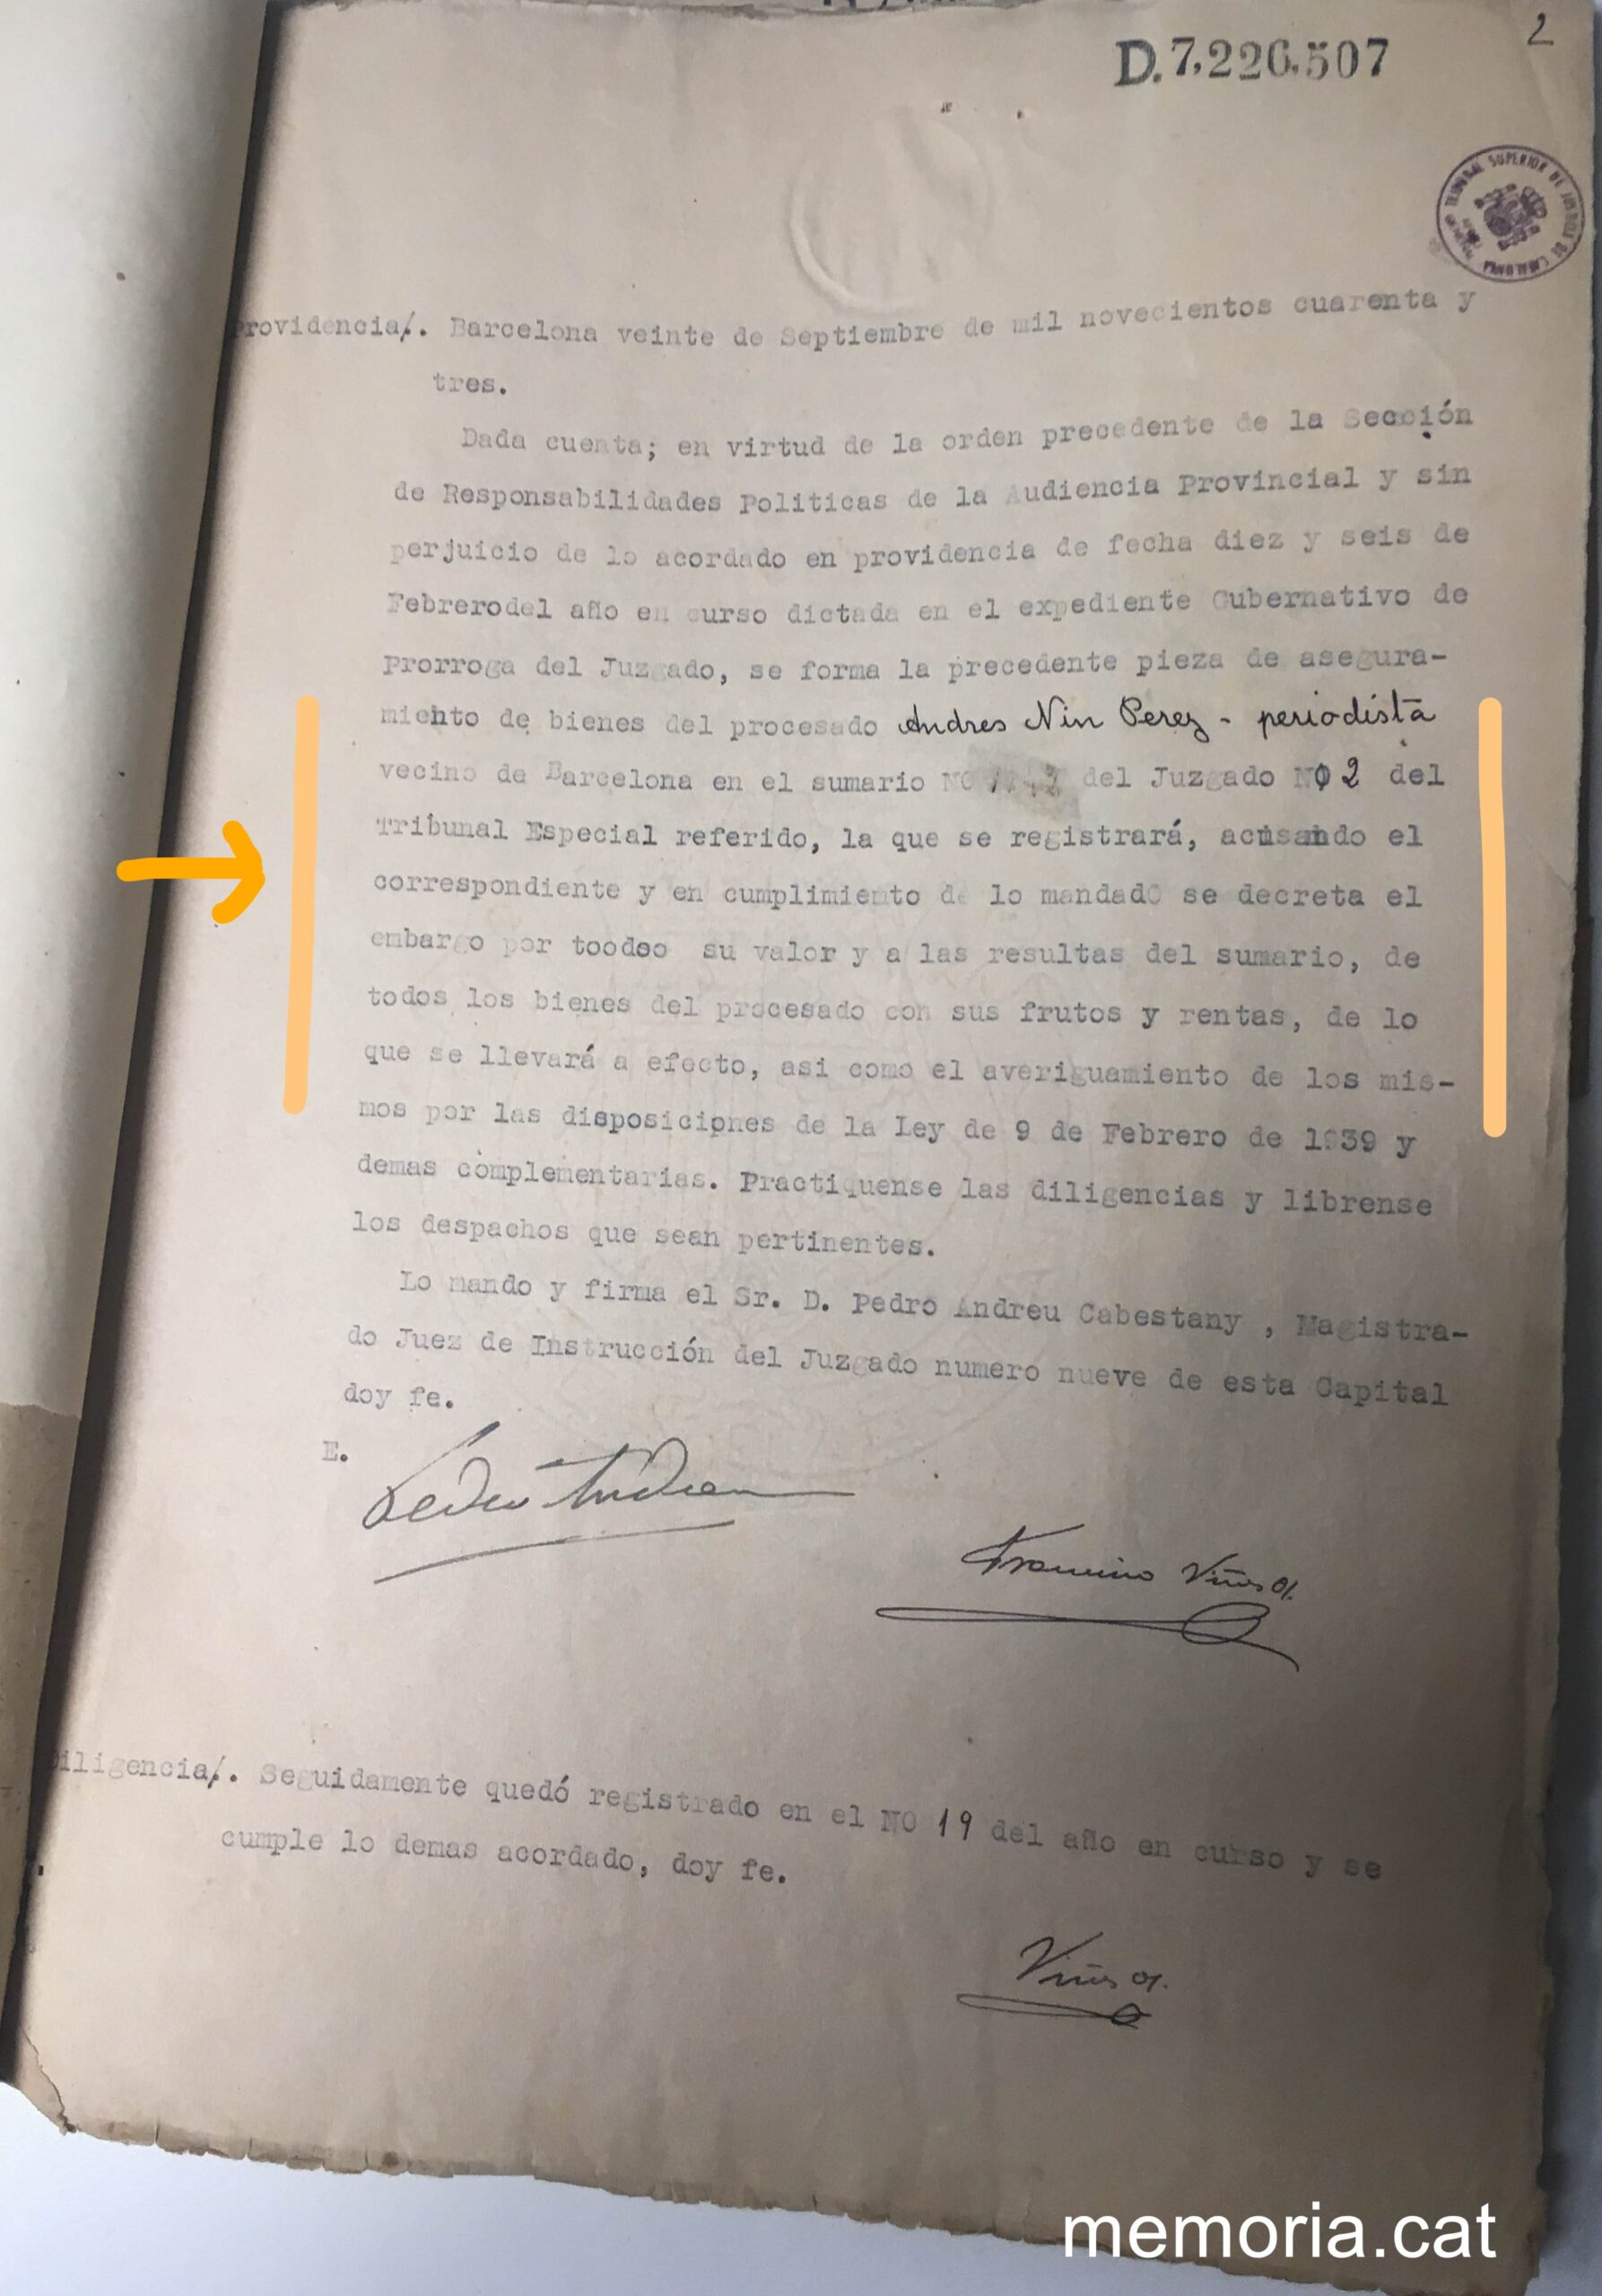 2
D.7,226.507
TRIBUNAL SUPERIOR DE JUSTICIA DE CATALUNYA
Providencia/. Barcelona veinte de Septiembre de mil novecientos cuarenta y
tres.
Dada cuenta; en virtud de la orden precedente de la Sección
de Responsabilidades Politicas de la Audiencia Provincial y sin
perjuicio de lo acordado en providencia de fecha diez y seis de
Febrerodel año en curso dictada en el expediente Gubernativo de
Prorroga del Juzgado, se forma la precedente pieza de asegura-
miento de bienes del procesado Andres Nin Perez - periodista
vecino de Barcelona en el sumario NO del Juzgado NO 2 del
Tribunal Especial referido, la que se registrará, acusando el
correspondiente y en cumplimiento de lo mandado se decreta el
embargo por toodso su valor y a las resultas del sumario, de
todos los bienes del procesado con sus frutos y rentas, de lo
que se llevará a efecto, asi como el averiguamiento de los mis-
mos por las disposiciones de la Ley de 9 de Febrero de 1939 y
demas complementarias. Practiquense las diligencias y librense
los despachos que sean pertinentes.
Lo mando y firma el Sr. D. Pedro Andreu Cabestany , Magistra-
do Juez de Instrucción del Juzgado numero nueve de esta Capital
doy fe.
E.
Pedro Andreu
Viñes
Diligencia/. Seguidamente quedó registrado en el NO 19 del año en curso y se
cumple lo demas acordado, doy fe.
Viñes
memoria.cat